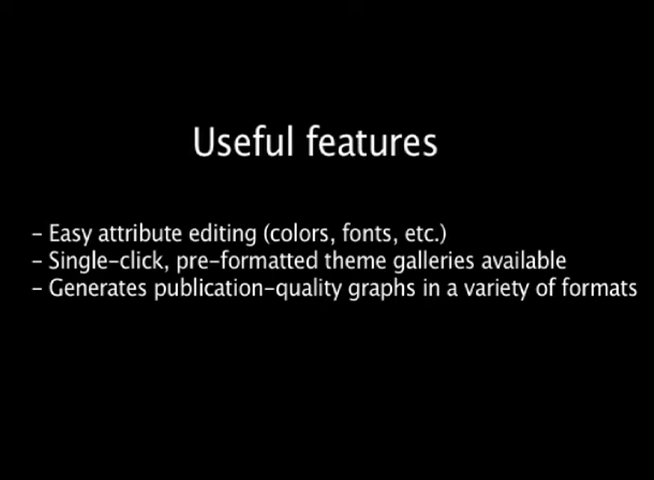 Useful features
– Easy attribute editing (colors, fonts, etc.)
– Single–click, pre–formatted theme galleries available
– Generates publication–quality graphs in a variety of formats